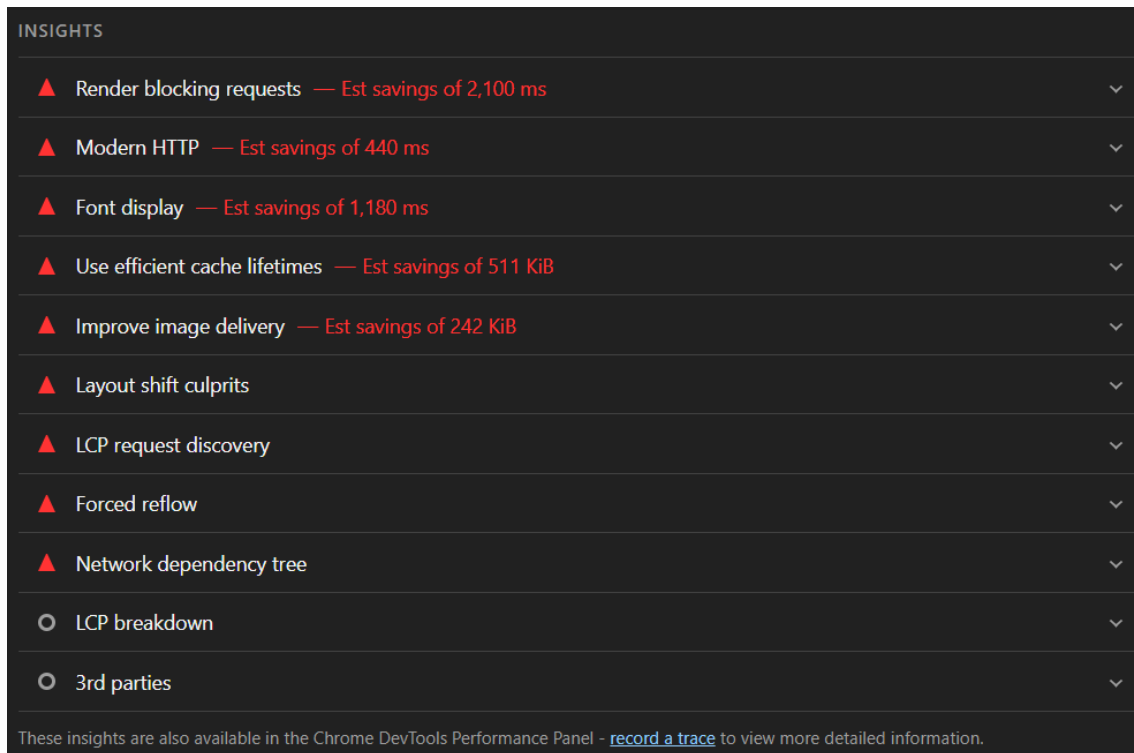 INSIGHTS
Render blocking requests — Est savings of 2,100 ms
Modern HTTP — Est savings of 440 ms
Font display — Est savings of 1,180 ms
Use efficient cache lifetimes — Est savings of 511 KiB
Improve image delivery — Est savings of 242 KiB
Layout shift culprits
LCP request discovery
Forced reflow
Network dependency tree
LCP breakdown
3rd parties
These insights are also available in the Chrome DevTools Performance Panel - record a trace to view more detailed information.